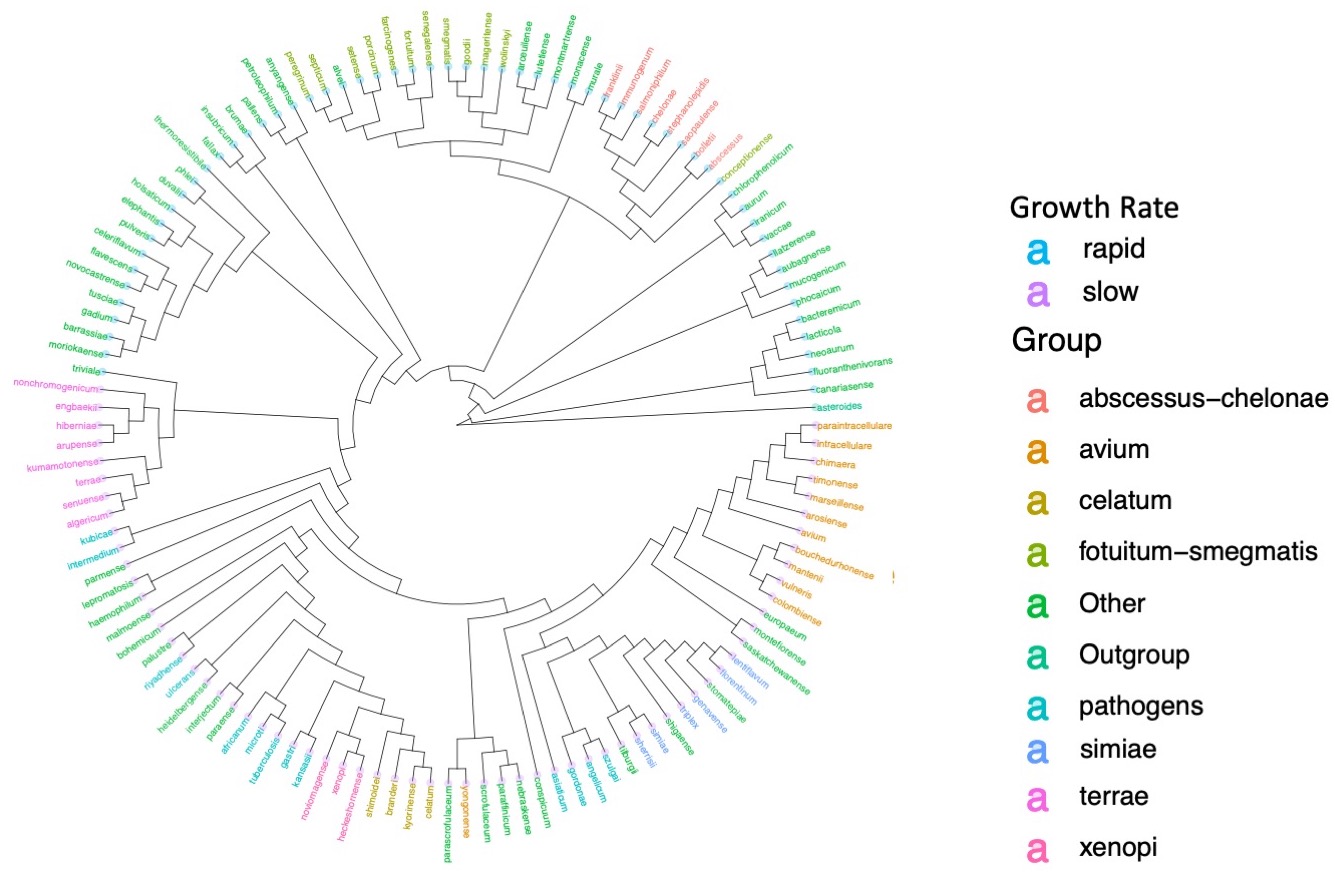 farcinogenes
senegalense
smegmatis
goodii
mageritense
wolinskyi
arceuilense
lutetiense
montmartrense
monacense
murale
franklinii
immunogenum
salmoniphilum
chelonae
stephanolepidis
saopaulense
bolletii
abscessus
conceptionense
chlorophenolicum
aurum
iranicum
vaccae
llatzerense
aubagnense
mucogenicum
phocaicum
bacteremicum
lacticola
neoaurum
fluoranthenivorans
canariasense
asteroides
paraintracellulare
intracellulare
chimaera
timonense
marseillense
arosiense
avium
bouchedurhonense
mantenii
vulneris
colombiense
europaeum
montefiorense
saskatchewanense
lentiflavum
florentinum
stomatepiae
genavense
triplex
shigaense
simiae
sherrisii
tilburgii
szulgai
angelicum
gordonae
asiaticum
conspicuum
nebraskense
paraffinicum
scrofulaceum
yongonense
parascrofulaceum
celatum
kyorinense
branderi
shimoidei
heckeshornense
xenopi
noviomagense
kansasii
gastri
tuberculosis
microti
africanum
paraense
interjectum
heidelbergense
ulcerans
riyadhense
palustre
bohemicum
malmoense
haemophilum
lepromatosis
parmense
intermedium
kubicae
algericum
senuense
terrae
kumamotonense
arupense
hiberniae
engbaekii
nonchromogenicum
triviale
moriokaense
barrassiae
gadium
tusciae
novocastrense
flavescens
celeriflavum
pulveris
elephantis
holsaticum
duvalii
phlei
thermoresistibile
fallax
insubricum
brumae
pallens
petroleophilum
anyangense
peregrinum
septicum
alvei
setense
porcinum
fortuitum
Growth Rate
a rapid
a slow
Group
a abscessus–chelonae
a avium
a celatum
a fotuitum–smegmatis
a Other
a Outgroup
a pathogens
a simiae
a terrae
a xenopi